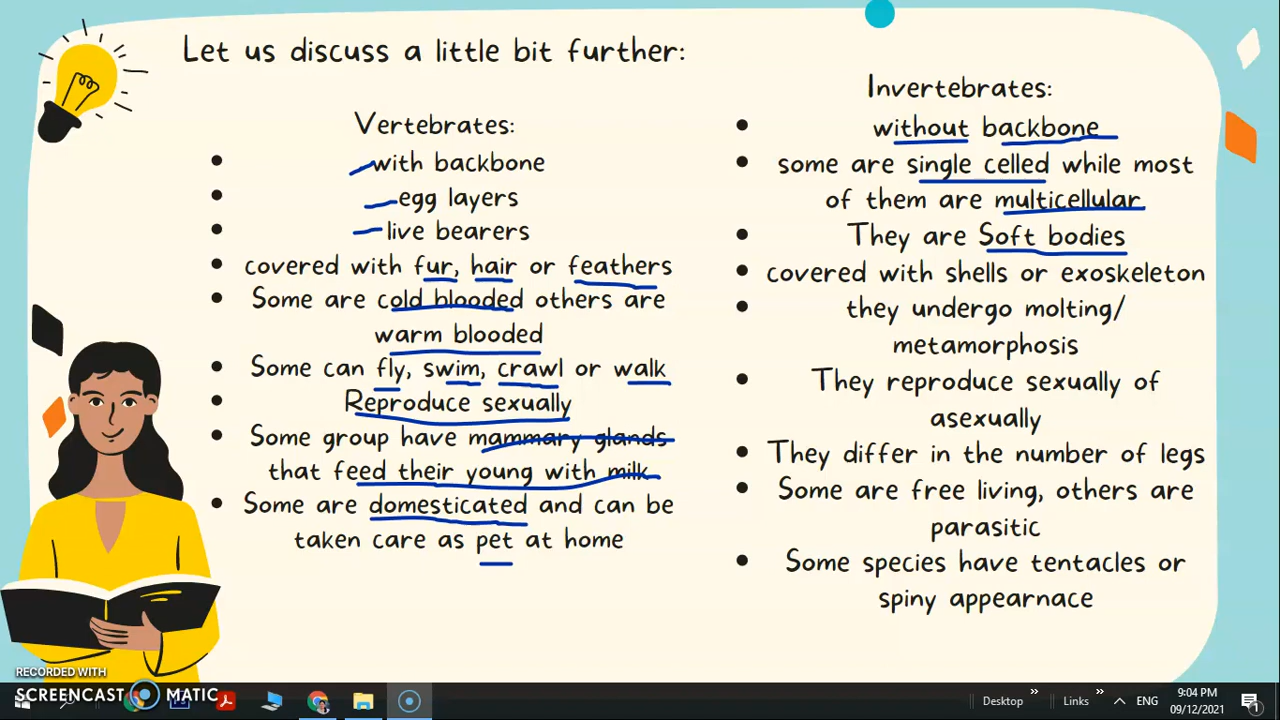 Let us discuss a little bit further:
Vertebrates:
• with backbone
• egg layers
• live bearers
• covered with fur, hair or feathers
• Some are cold blooded others are
warm blooded
• Some can fly, swim, crawl or walk
• Reproduce sexually
• Some group have mammary glands
that feed their young with milk
• Some are domesticated and can be
taken care as pet at home
Invertebrates:
• without backbone
• some are single celled while most
of them are multicellular
• They are Soft bodies
• covered with shells or exoskeleton
• they undergo molting/
metamorphosis
• They reproduce sexually of
asexually
• They differ in the number of legs
• Some are free living, others are
parasitic
• Some species have tentacles or
spiny appearnace
RECORDED WITH
SCREENCAST MATIC
Desktop
Links
ENG
9:04 PM
09/12/2021